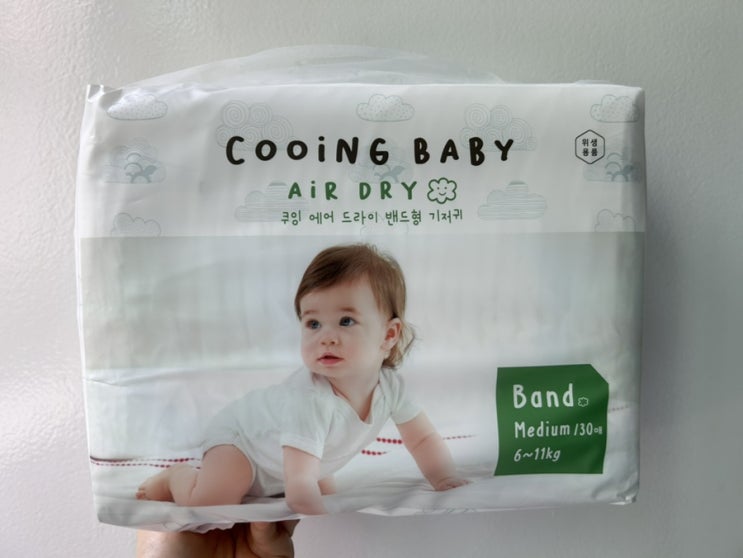 COOiNG BABY
위생
용품
AiR DRY
쿠잉 에어 드라이 밴드형 기저귀
Band
Medium /30매
6~11kg